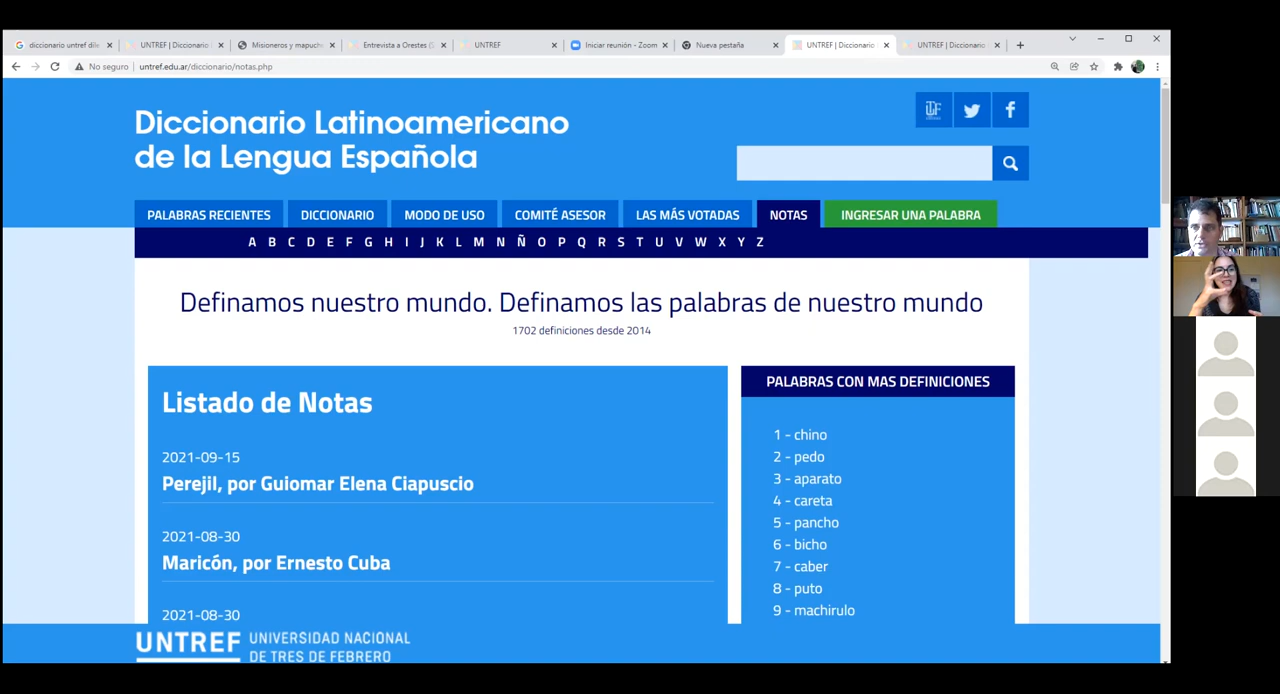 diccionario untref dile
UNTREF | Diccionario l
Misioneros y mapuch
Entrevista a Orestes G
UNTREF
Iniciar reunión - Zoom
Nueva pestaña
UNTREF | Diccionario
UNTREF | Diccionario
No seguro | untref.edu.ar/diccionario/notas.php
Diccionario Latinoamericano
de la Lengua Española
PALABRAS RECIENTES
DICCIONARIO
MODO DE USO
COMITÉ ASESOR
LAS MÁS VOTADAS
NOTAS
INGRESAR UNA PALABRA
A B C D E F G H I J K L M N Ñ O P Q R S T U V W X Y Z
Definamos nuestro mundo. Definamos las palabras de nuestro mundo
1702 definiciones desde 2014
Listado de Notas
2021-09-15
Perejil, por Guiomar Elena Ciapuscio
2021-08-30
Maricón, por Ernesto Cuba
2021-08-30
PALABRAS CON MAS DEFINICIONES
1 - chino
2 - pedo
3 - aparato
4 - careta
5 - pancho
6 - bicho
7 - caber
8 - puto
9 - machirulo
UNTREF UNIVERSIDAD NACIONAL
DE TRES DE FEBRERO